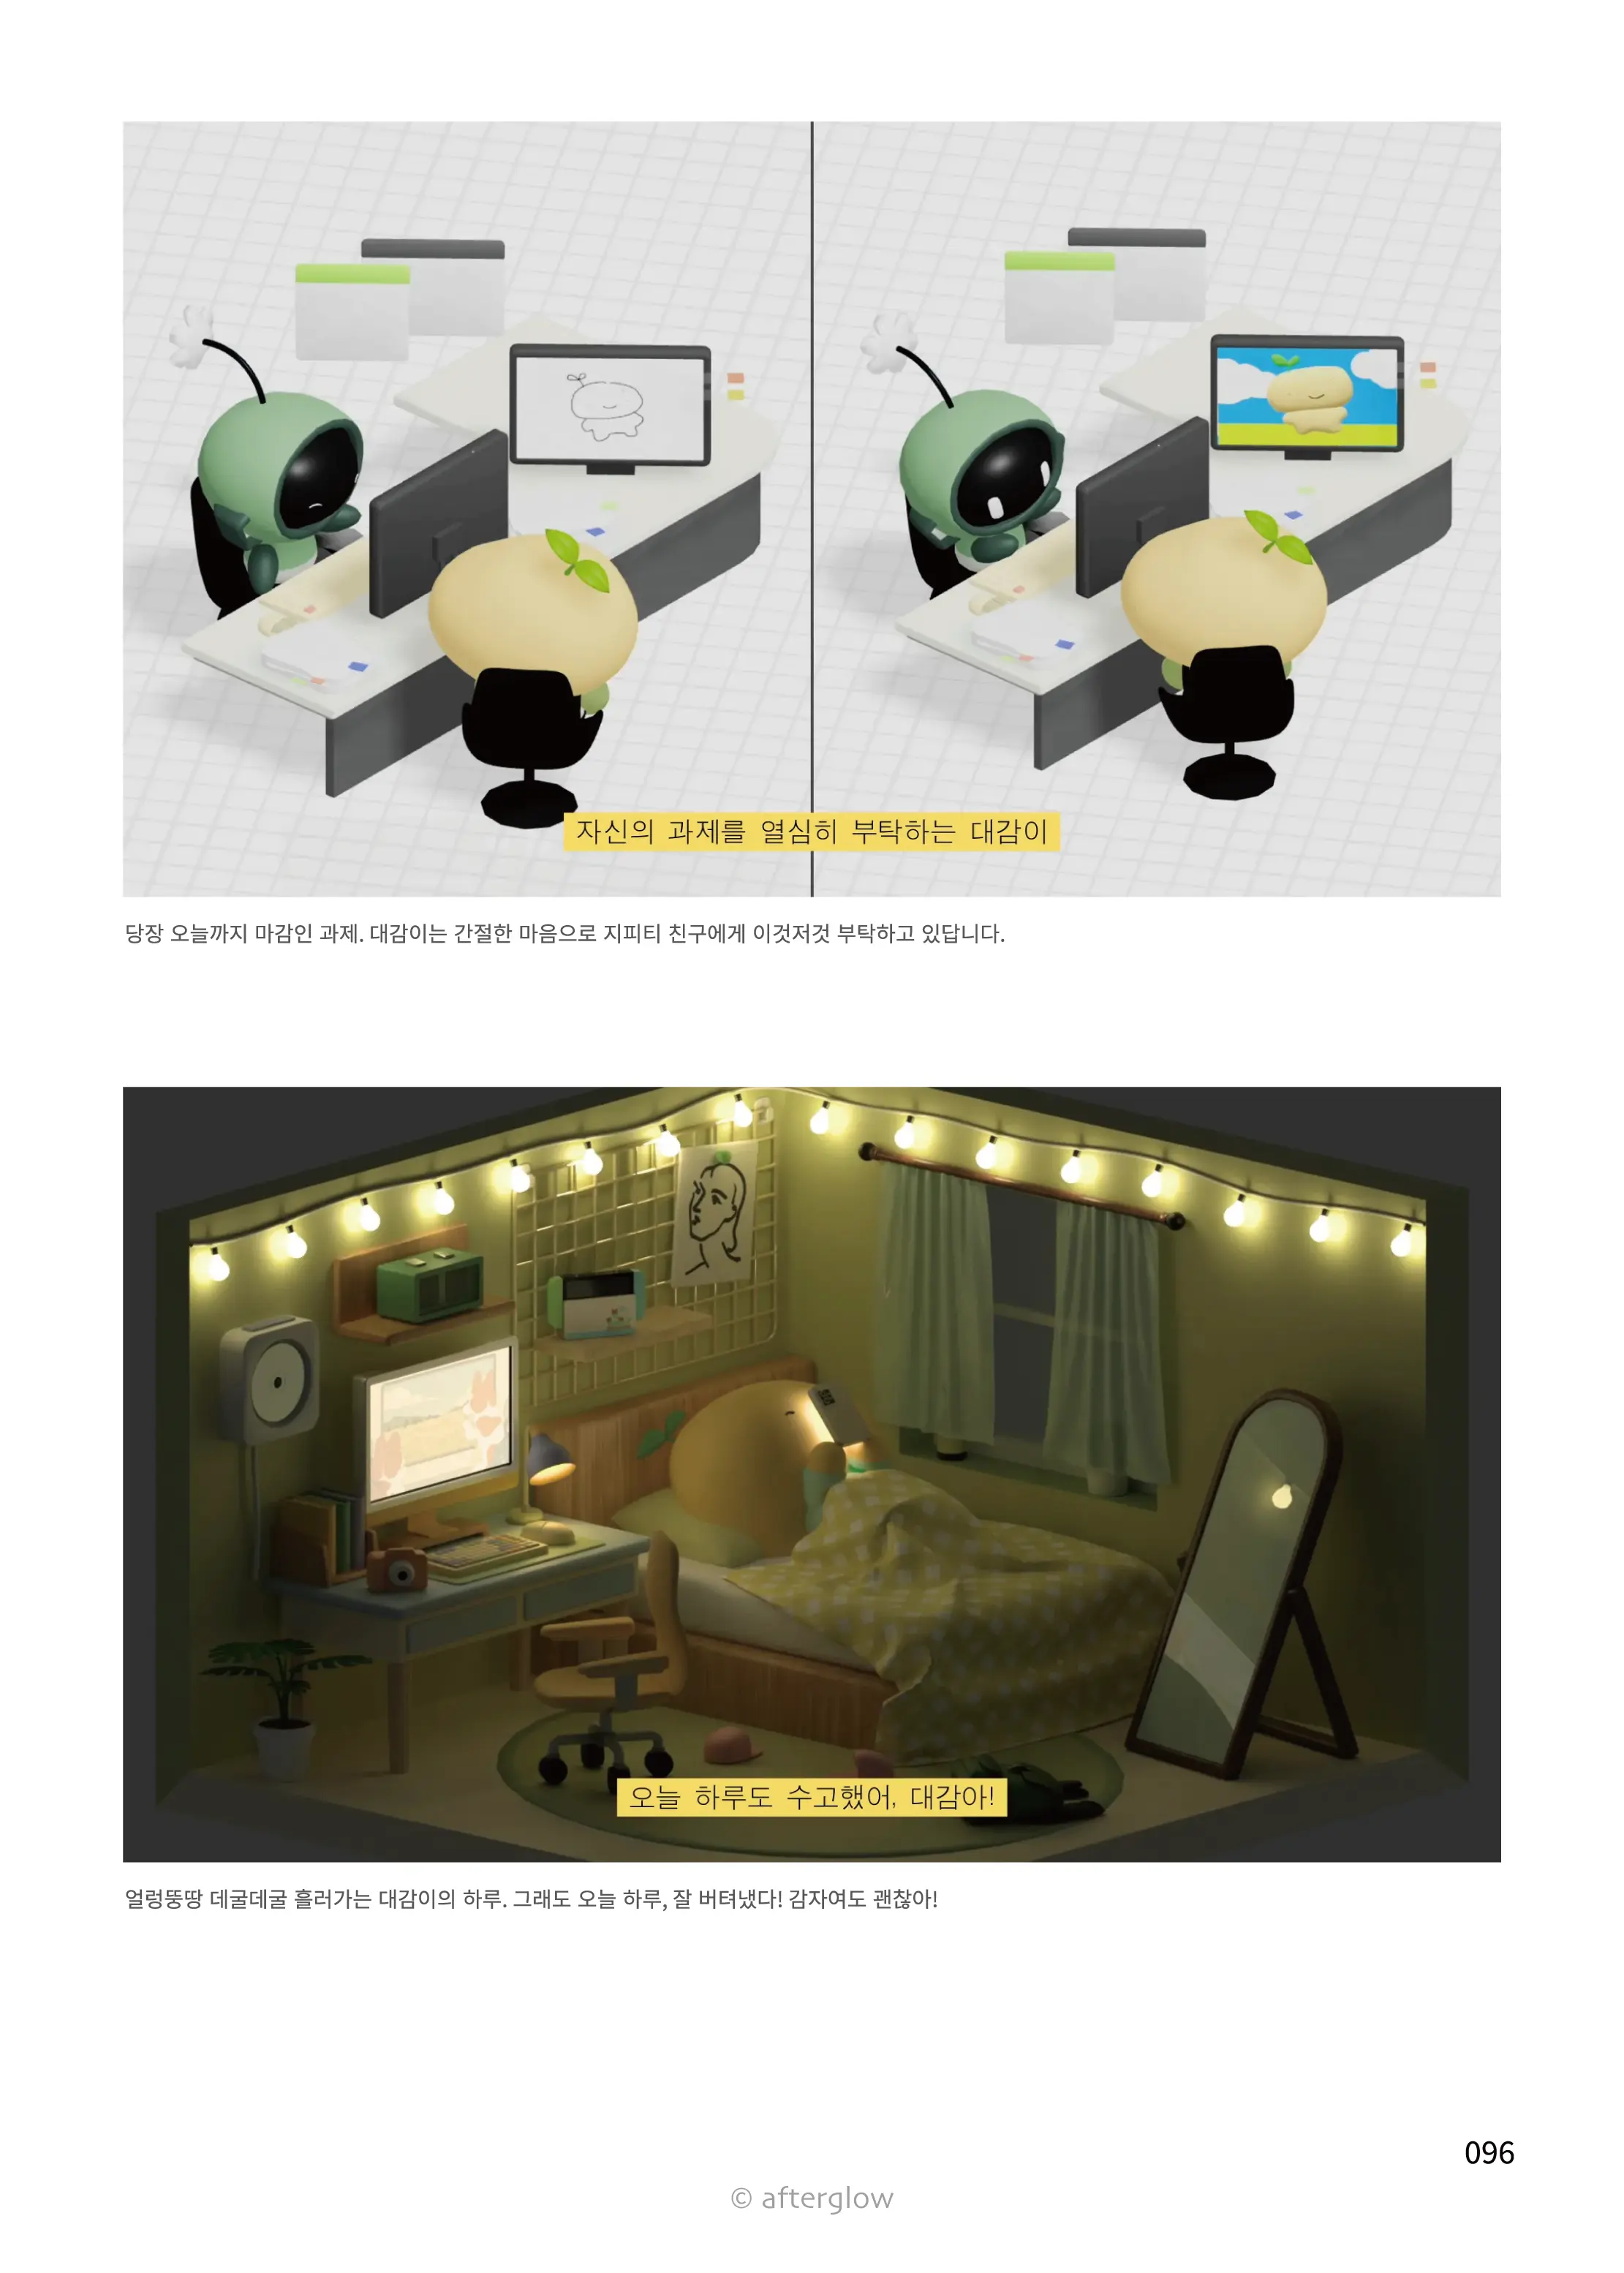 자신의 과제를 열심히 부탁하는 대감이
당장 오늘까지 마감인 과제. 대감이는 간절한 마음으로 지피티 친구에게 이것저것 부탁하고 있답니다.
오늘 하루도 수고했어, 대감아!
얼렁뚱땅 데굴데굴 흘러가는 대감이의 하루. 그래도 오늘 하루, 잘 버텨냈다! 감자여도 괜찮아!
096
© afterglow